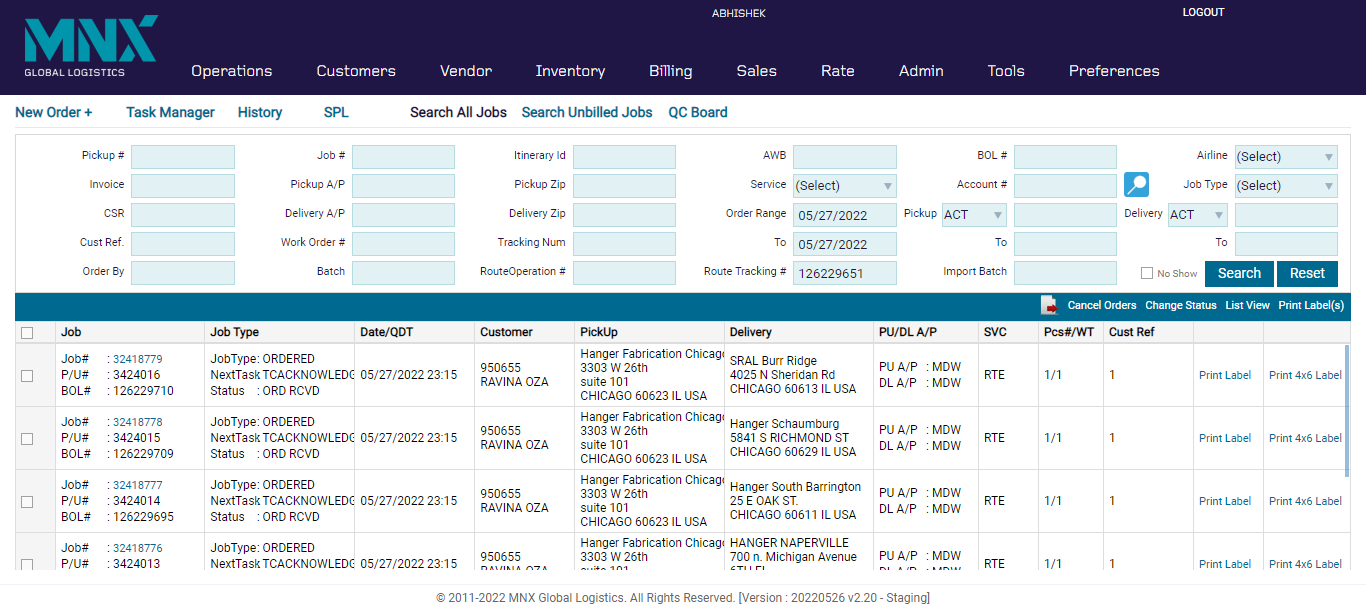 ABHISHEK LOGOUT
MNX
GLOBAL LOGISTICS
Operations Customers Vendor Inventory Billing Sales Rate Admin Tools Preferences
New Order + Task Manager History SPL Search All Jobs Search Unbilled Jobs QC Board
Pickup # Job # Itinerary Id AWB BOL # Airline (Select)
Invoice Pickup A/P Pickup Zip Service (Select) Account # Job Type (Select)
CSR Delivery A/P Delivery Zip Order Range 05/27/2022 Pickup ACT Delivery ACT
Cust Ref. Work Order # Tracking Num To 05/27/2022 To To
Order By Batch RouteOperation # Route Tracking # 126229651 Import Batch No Show Search Reset
Cancel Orders Change Status List View Print Label(s)
Job Job Type Date/QDT Customer PickUp Delivery PU/DL A/P SVC Pcs#/WT Cust Ref
Job# : 32418779
P/U# : 3424016
BOL# : 126229710
JobType: ORDERED
NextTask TCACKNOWLEDG
Status : ORD RCVD
05/27/2022 23:15
950655
RAVINA OZA
Hanger Fabrication Chicago
3303 W 26th
suite 101
CHICAGO 60623 IL USA
SRAL Burr Ridge
4025 N Sheridan Rd
CHICAGO 60613 IL USA
PU A/P : MDW
DL A/P : MDW
RTE
1/1
1
Print Label
Print 4x6 Label
Job# : 32418778
P/U# : 3424015
BOL# : 126229709
JobType: ORDERED
NextTask TCACKNOWLEDG
Status : ORD RCVD
05/27/2022 23:15
950655
RAVINA OZA
Hanger Fabrication Chicago
3303 W 26th
suite 101
CHICAGO 60623 IL USA
Hanger Schaumburg
5841 S RICHMOND ST
CHICAGO 60629 IL USA
PU A/P : MDW
DL A/P : MDW
RTE
1/1
1
Print Label
Print 4x6 Label
Job# : 32418777
P/U# : 3424014
BOL# : 126229695
JobType: ORDERED
NextTask TCACKNOWLEDG
Status : ORD RCVD
05/27/2022 23:15
950655
RAVINA OZA
Hanger Fabrication Chicago
3303 W 26th
suite 101
CHICAGO 60623 IL USA
Hanger South Barrington
25 E OAK ST.
CHICAGO 60611 IL USA
PU A/P : MDW
DL A/P : MDW
RTE
1/1
1
Print Label
Print 4x6 Label
Job# : 32418776
P/U# : 3424013
JobType: ORDERED
NextTask TCACKNOWLEDG
05/27/2022 23:15
950655
RAVINA OZA
Hanger Fabrication Chicago
3303 W 26th
suite 101
HANGER NAPERVILLE
700 n. Michigan Avenue
6TH FL
PU A/P : MDW
DL A/P : MDW
RTE
1/1
1
Print Label
Print 4x6 Label
© 2011-2022 MNX Global Logistics. All Rights Reserved. [Version : 20220526 v2.20 - Staging]